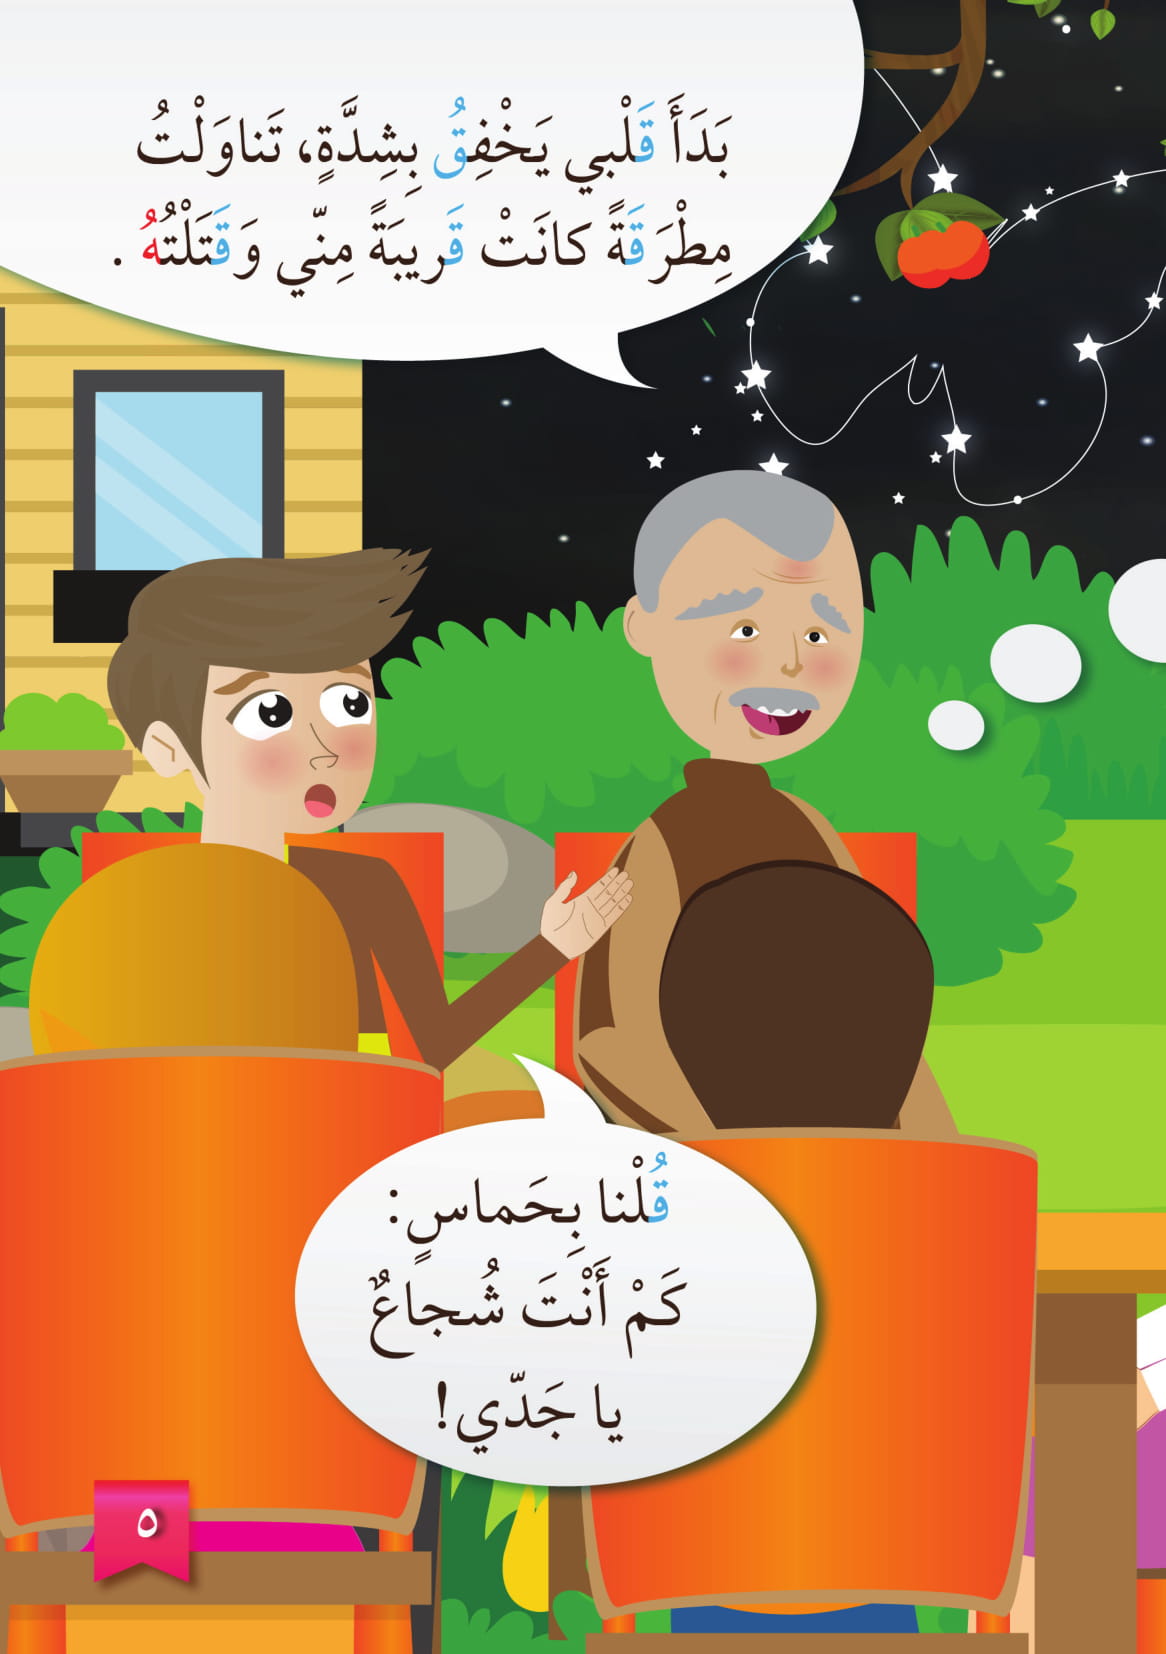 بَدَأَ قَلْبي يَخْفِقُ بِشِدَّةٍ، تَناوَلْتُ
مِطْرَقَةً كانَتْ قَريبَةً مِنّي وَقَتَلْتُهُ .
قُلْنا بِحَماسٍ:
كَمْ أَنْتَ شُجاعٌ
يا جَدّي!
٥